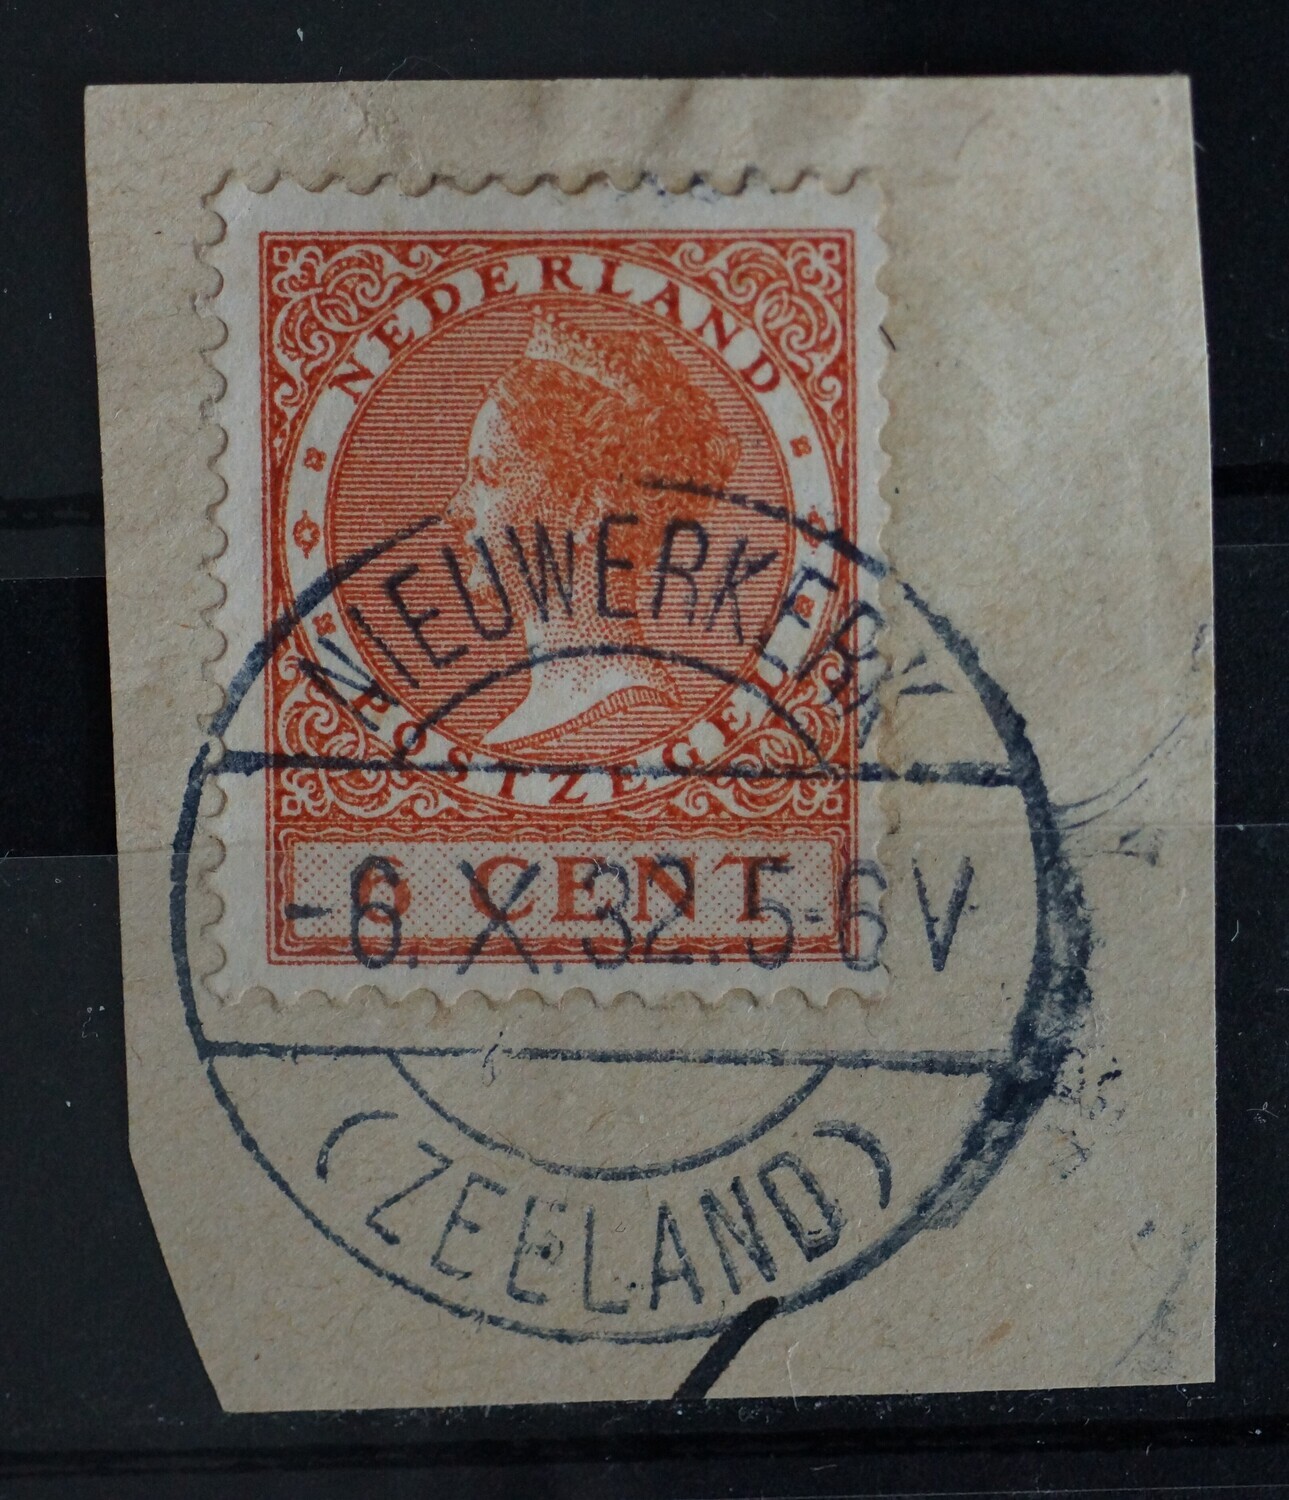 NEDERLAND
POSTZEGEL
6 CENT
NIEUWERKERK
-6.X.32.5-6V
(ZEELAND)